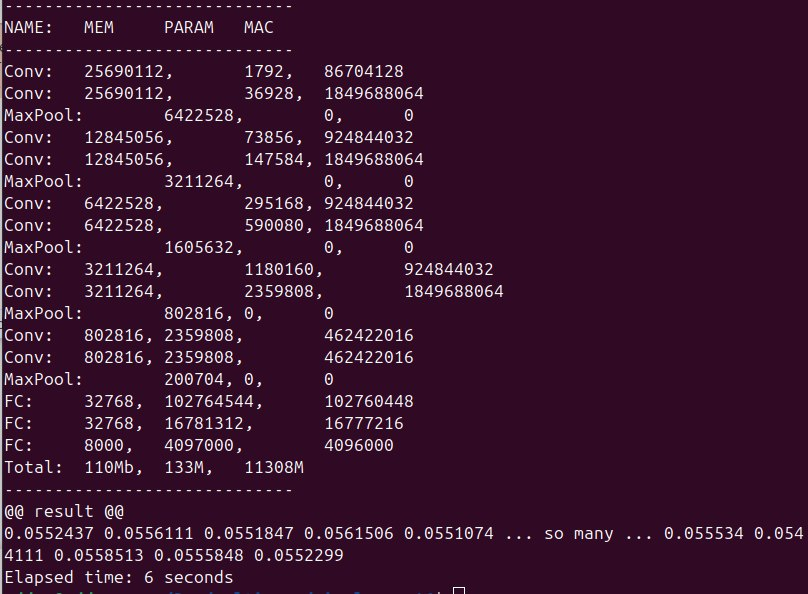 ------------------------------
NAME:   MEM     PARAM   MAC
------------------------------
Conv:   25690112,       1792,   86704128
Conv:   25690112,       36928,  1849688064
MaxPool:        6422528,        0,      0
Conv:   12845056,       73856,  924844032
Conv:   12845056,       147584, 1849688064
MaxPool:        3211264,        0,      0
Conv:   6422528,        295168, 924844032
Conv:   6422528,        590080, 1849688064
MaxPool:        1605632,        0,      0
Conv:   3211264,        1180160,        924844032
Conv:   3211264,        2359808,        1849688064
MaxPool:        802816, 0,      0
Conv:   802816, 2359808,        462422016
Conv:   802816, 2359808,        462422016
MaxPool:        200704, 0,      0
FC:     32768,  102764544,      102760448
FC:     32768,  16781312,       16777216
FC:     8000,   4097000,        4096000
Total:  110Mb,  133M,   11308M
------------------------------
@@ result @@
0.0552437 0.0556111 0.0551847 0.0561506 0.0551074 ... so many ... 0.055534 0.054
4111 0.0558513 0.0555848 0.0552299
Elapsed time: 6 seconds